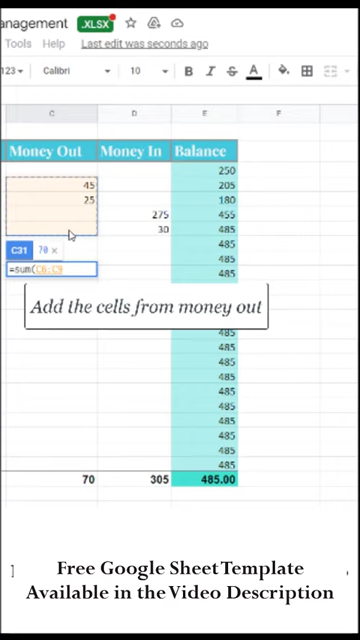 anagement .XLSX
Tools Help Last edit was seconds ago
123 Calibri 10 B I S A
C D E F
Money Out Money In Balance
250
45 205
25 180
275 455
30 485
C31 70 × 485
485
=sum(C6:C9 485
Add the cells from money out
485
485
485
485
485
485
485
485
485
485
70 305 485.00
Free Google Sheet Template
Available in the Video Description